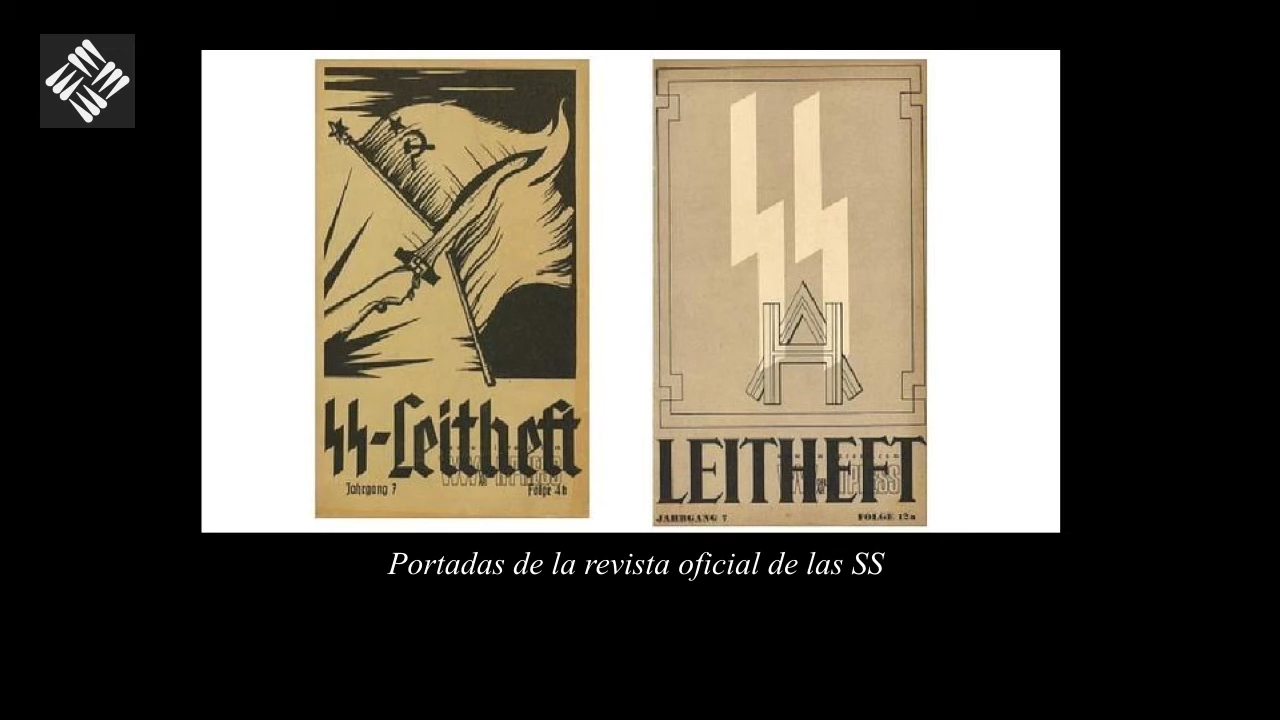 SS-Leitheft
Jahrgang 7
Folge 4b
SS
LEITHEFT
JAHRGANG 7
FOLGE 12a
Portadas de la revista oficial de las SS